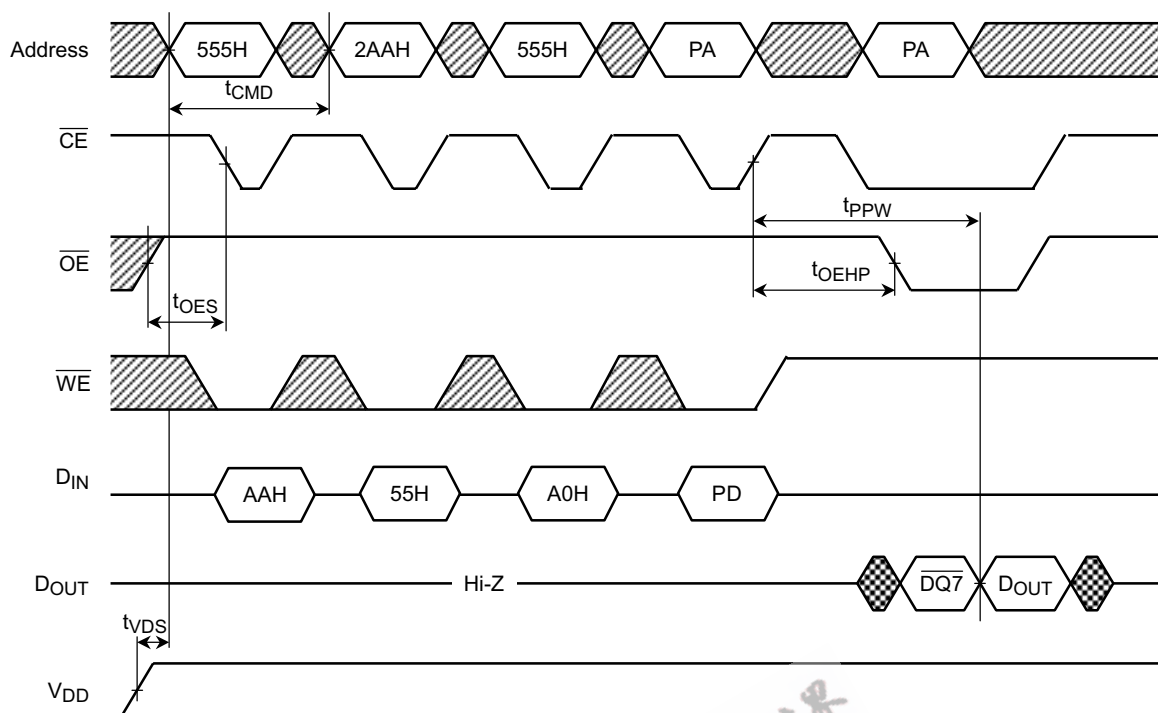 Address 555H 2AAH 555H PA PA
tCMD
CE
tPPW
OE
tOEHP
tOES
WE
DIN AAH 55H A0H PD
DOUT Hi-Z DQ7 DOUT
tVDS
VDD